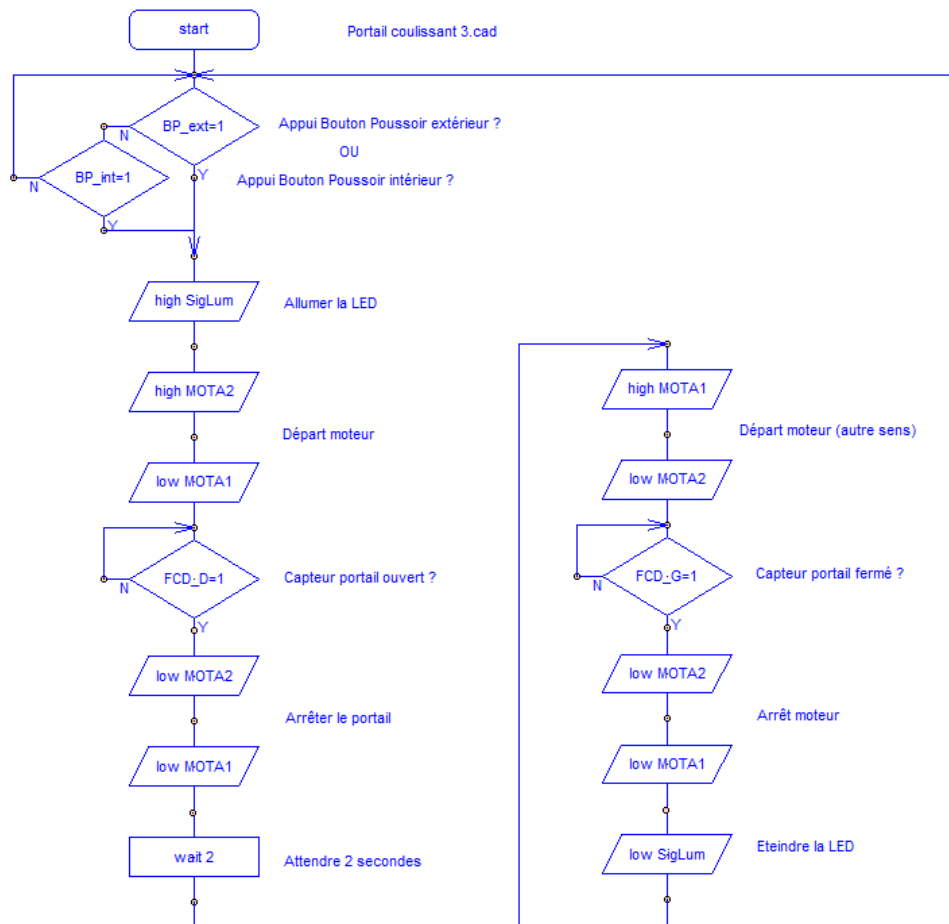 start
Portail coulissant 3.cad
BP_ext=1
Appui Bouton Poussoir extérieur ?
N
OU
BP_int=1
Y
Appui Bouton Poussoir intérieur ?
N
Y
high SigLum
Allumer la LED
high MOTA2
Départ moteur
low MOTA1
FCD_D=1
Capteur portail ouvert ?
N
Y
low MOTA2
Arrêter le portail
low MOTA1
wait 2
Attendre 2 secondes
high MOTA1
Départ moteur (autre sens)
low MOTA2
FCD_G=1
Capteur portail fermé ?
N
Y
low MOTA2
Arrêt moteur
low MOTA1
low SigLum
Eteindre la LED